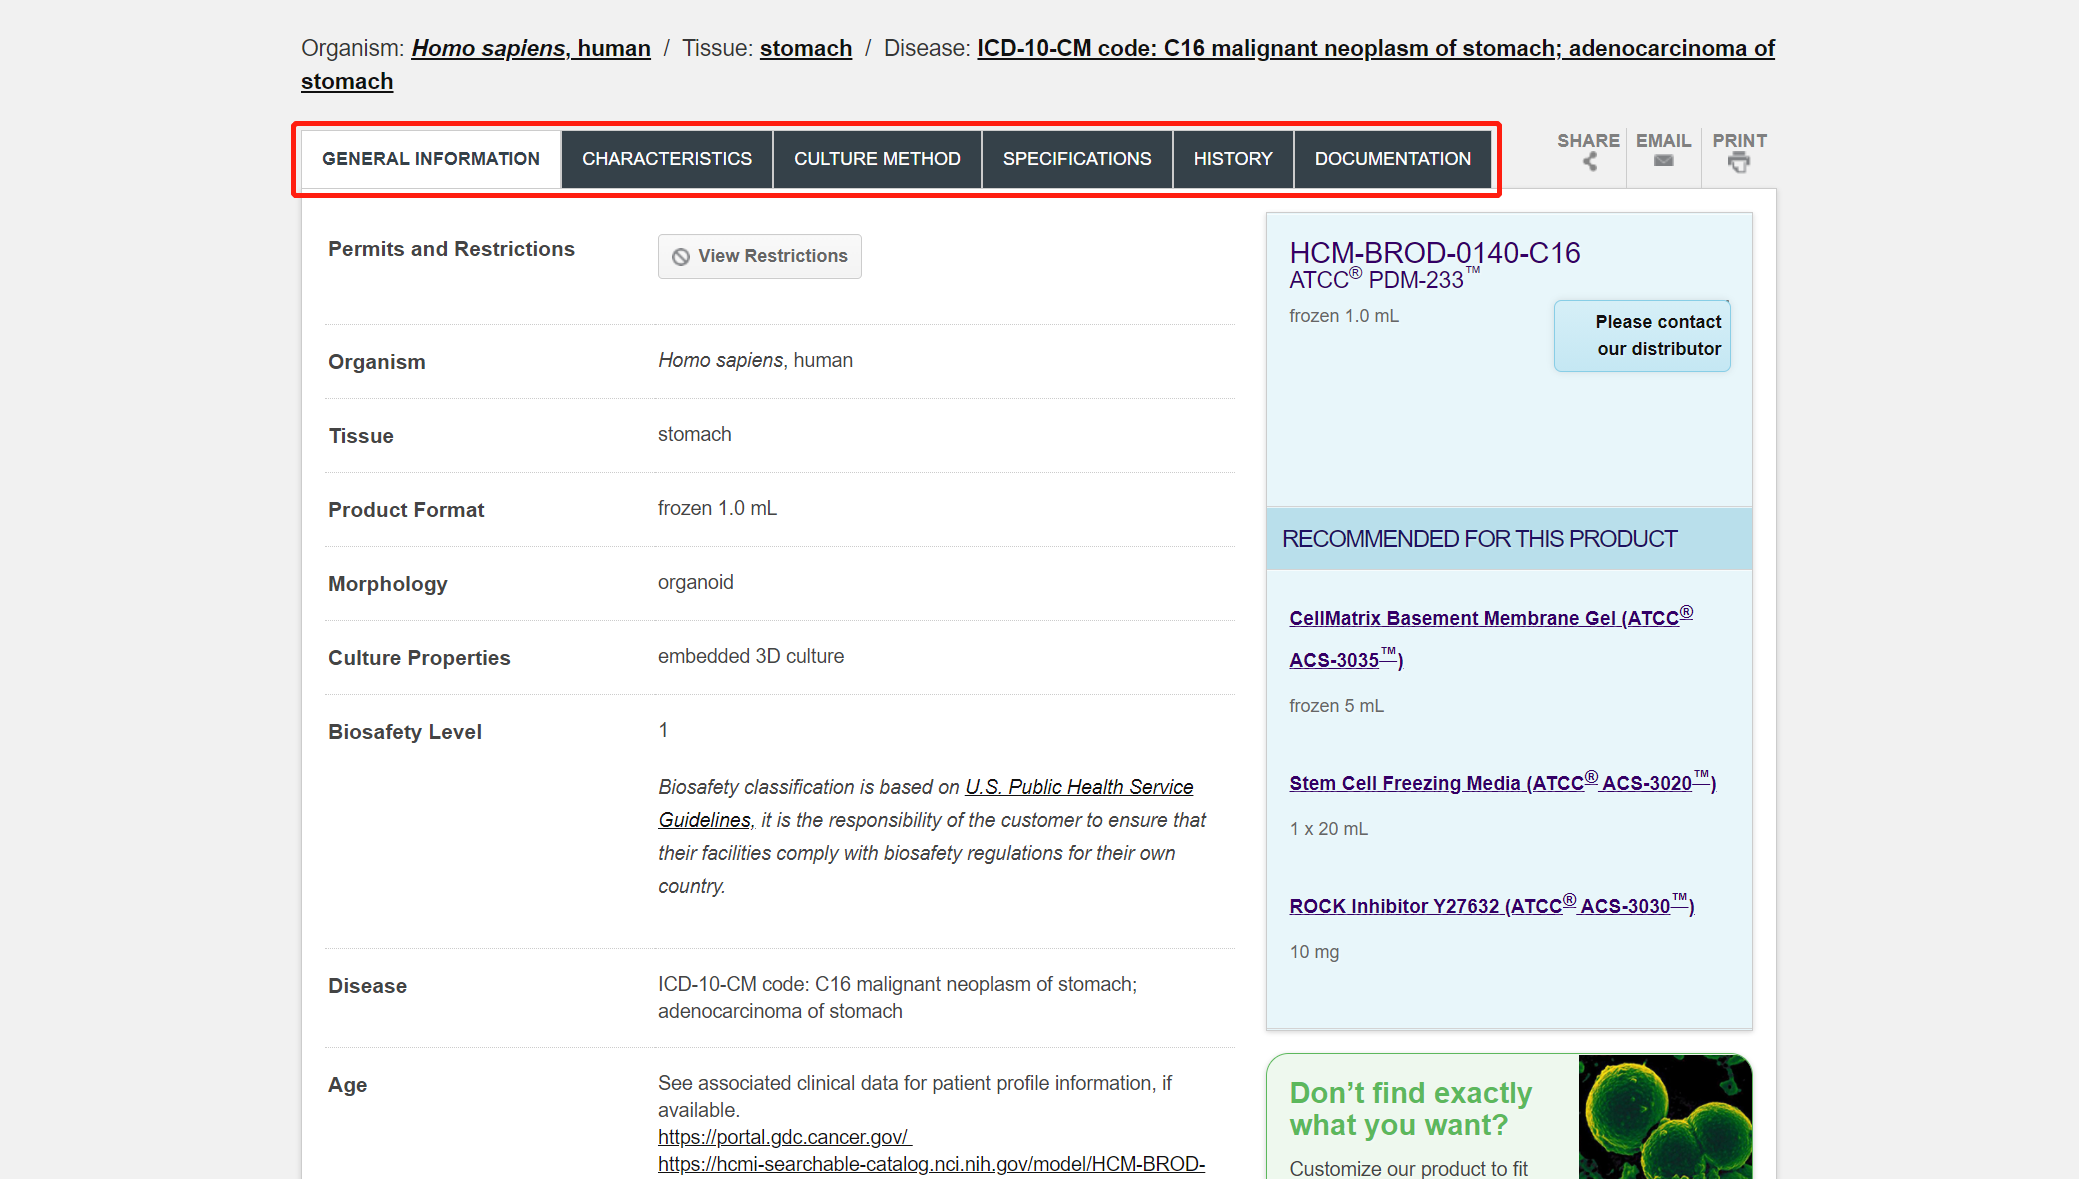 Organism: Homo sapiens, human / Tissue: stomach / Disease: ICD-10-CM code: C16 malignant neoplasm of stomach; adenocarcinoma of
stomach
GENERAL INFORMATION CHARACTERISTICS CULTURE METHOD SPECIFICATIONS HISTORY DOCUMENTATION
SHARE EMAIL PRINT
Permits and Restrictions
View Restrictions
Organism
Homo sapiens, human
Tissue
stomach
Product Format
frozen 1.0 mL
Morphology
organoid
Culture Properties
embedded 3D culture
Biosafety Level
1
Biosafety classification is based on U.S. Public Health Service
Guidelines, it is the responsibility of the customer to ensure that
their facilities comply with biosafety regulations for their own
country.
Disease
ICD-10-CM code: C16 malignant neoplasm of stomach;
adenocarcinoma of stomach
Age
See associated clinical data for patient profile information, if
available.
https://portal.gdc.cancer.gov/
https://hcmi-searchable-catalog.nci.nih.gov/model/HCM-BROD-
HCM-BROD-0140-C16
ATCC® PDM-233™
frozen 1.0 mL
Please contact
our distributor
RECOMMENDED FOR THIS PRODUCT
CellMatrix Basement Membrane Gel (ATCC®
ACS-3035™)
frozen 5 mL
Stem Cell Freezing Media (ATCC® ACS-3020™)
1 x 20 mL
ROCK Inhibitor Y27632 (ATCC® ACS-3030™)
10 mg
Don’t find exactly
what you want?
Customize our product to fit